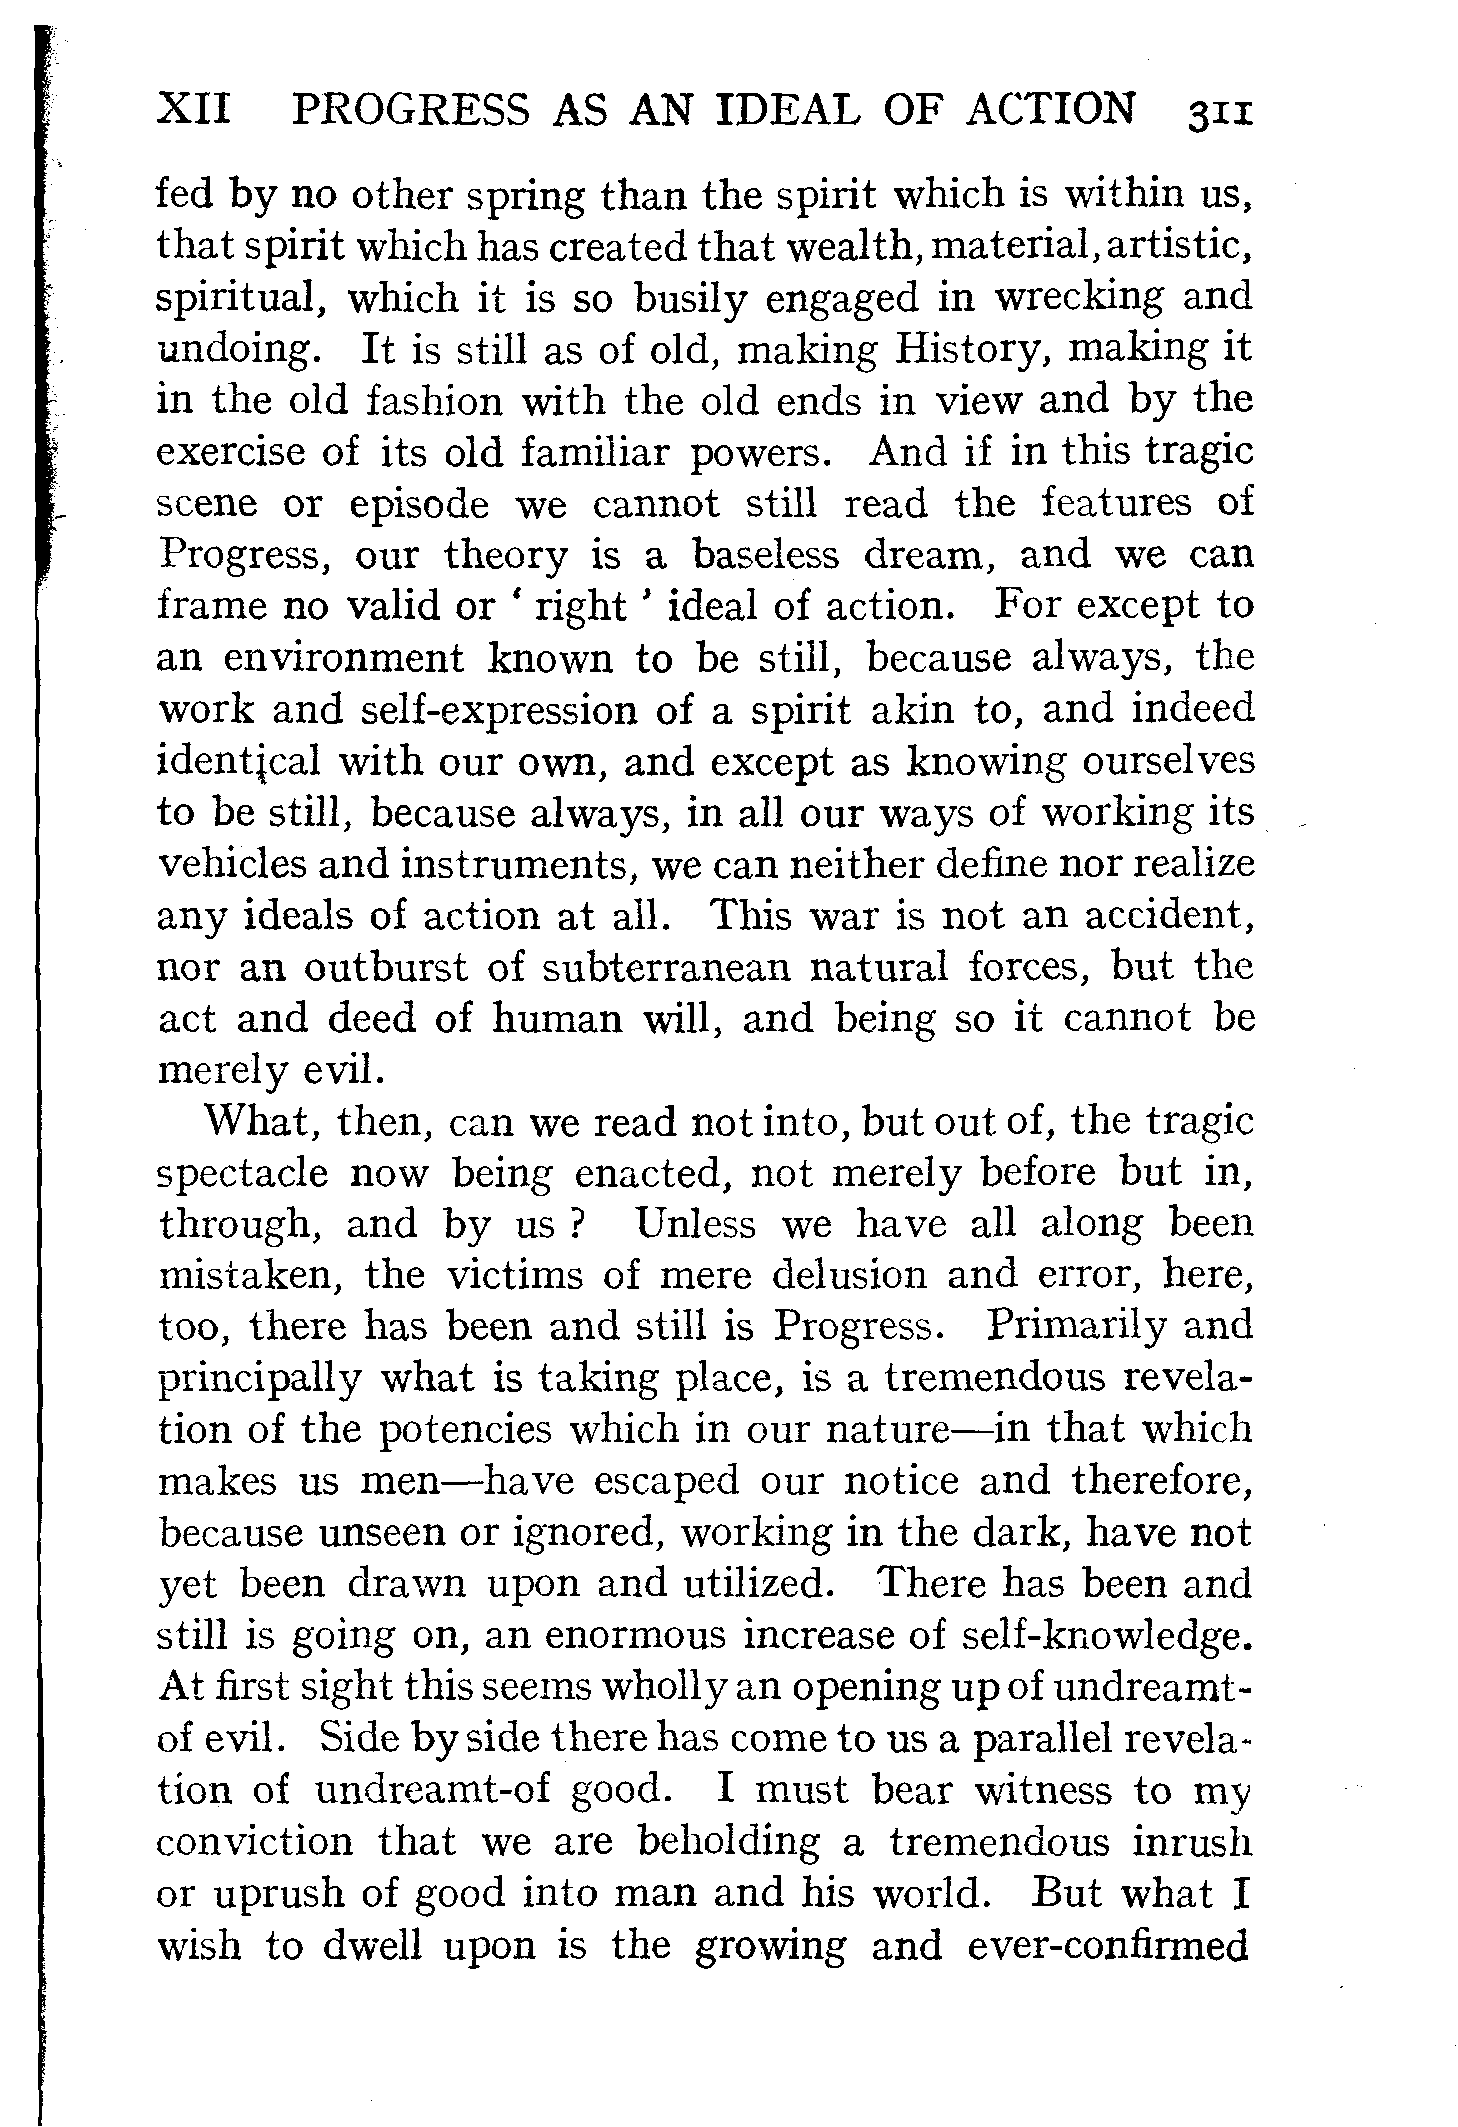 XII PROGRESS AS AN IDEAL OF ACTION 311
fed by no other spring than the spirit which is within us,
that spirit which has created that wealth, material, artistic,
spiritual, which it is so busily engaged in wrecking and
undoing. It is still as of old, making History, making it
in the old fashion with the old ends in view and by the
exercise of its old familiar powers. And if in this tragic
scene or episode we cannot still read the features of
Progress, our theory is a baseless dream, and we can
frame no valid or ‘ right ’ ideal of action. For except to
an environment known to be still, because always, the
work and self-expression of a spirit akin to, and indeed
identical with our own, and except as knowing ourselves
to be still, because always, in all our ways of working its
vehicles and instruments, we can neither define nor realize
any ideals of action at all. This war is not an accident,
nor an outburst of subterranean natural forces, but the
act and deed of human will, and being so it cannot be
merely evil.
What, then, can we read not into, but out of, the tragic
spectacle now being enacted, not merely before but in,
through, and by us ? Unless we have all along been
mistaken, the victims of mere delusion and error, here,
too, there has been and still is Progress. Primarily and
principally what is taking place, is a tremendous revela-
tion of the potencies which in our nature—in that which
makes us men—have escaped our notice and therefore,
because unseen or ignored, working in the dark, have not
yet been drawn upon and utilized. There has been and
still is going on, an enormous increase of self-knowledge.
At first sight this seems wholly an opening up of undreamt-
of evil. Side by side there has come to us a parallel revela-
tion of undreamt-of good. I must bear witness to my
conviction that we are beholding a tremendous inrush
or uprush of good into man and his world. But what I
wish to dwell upon is the growing and ever-confirmed